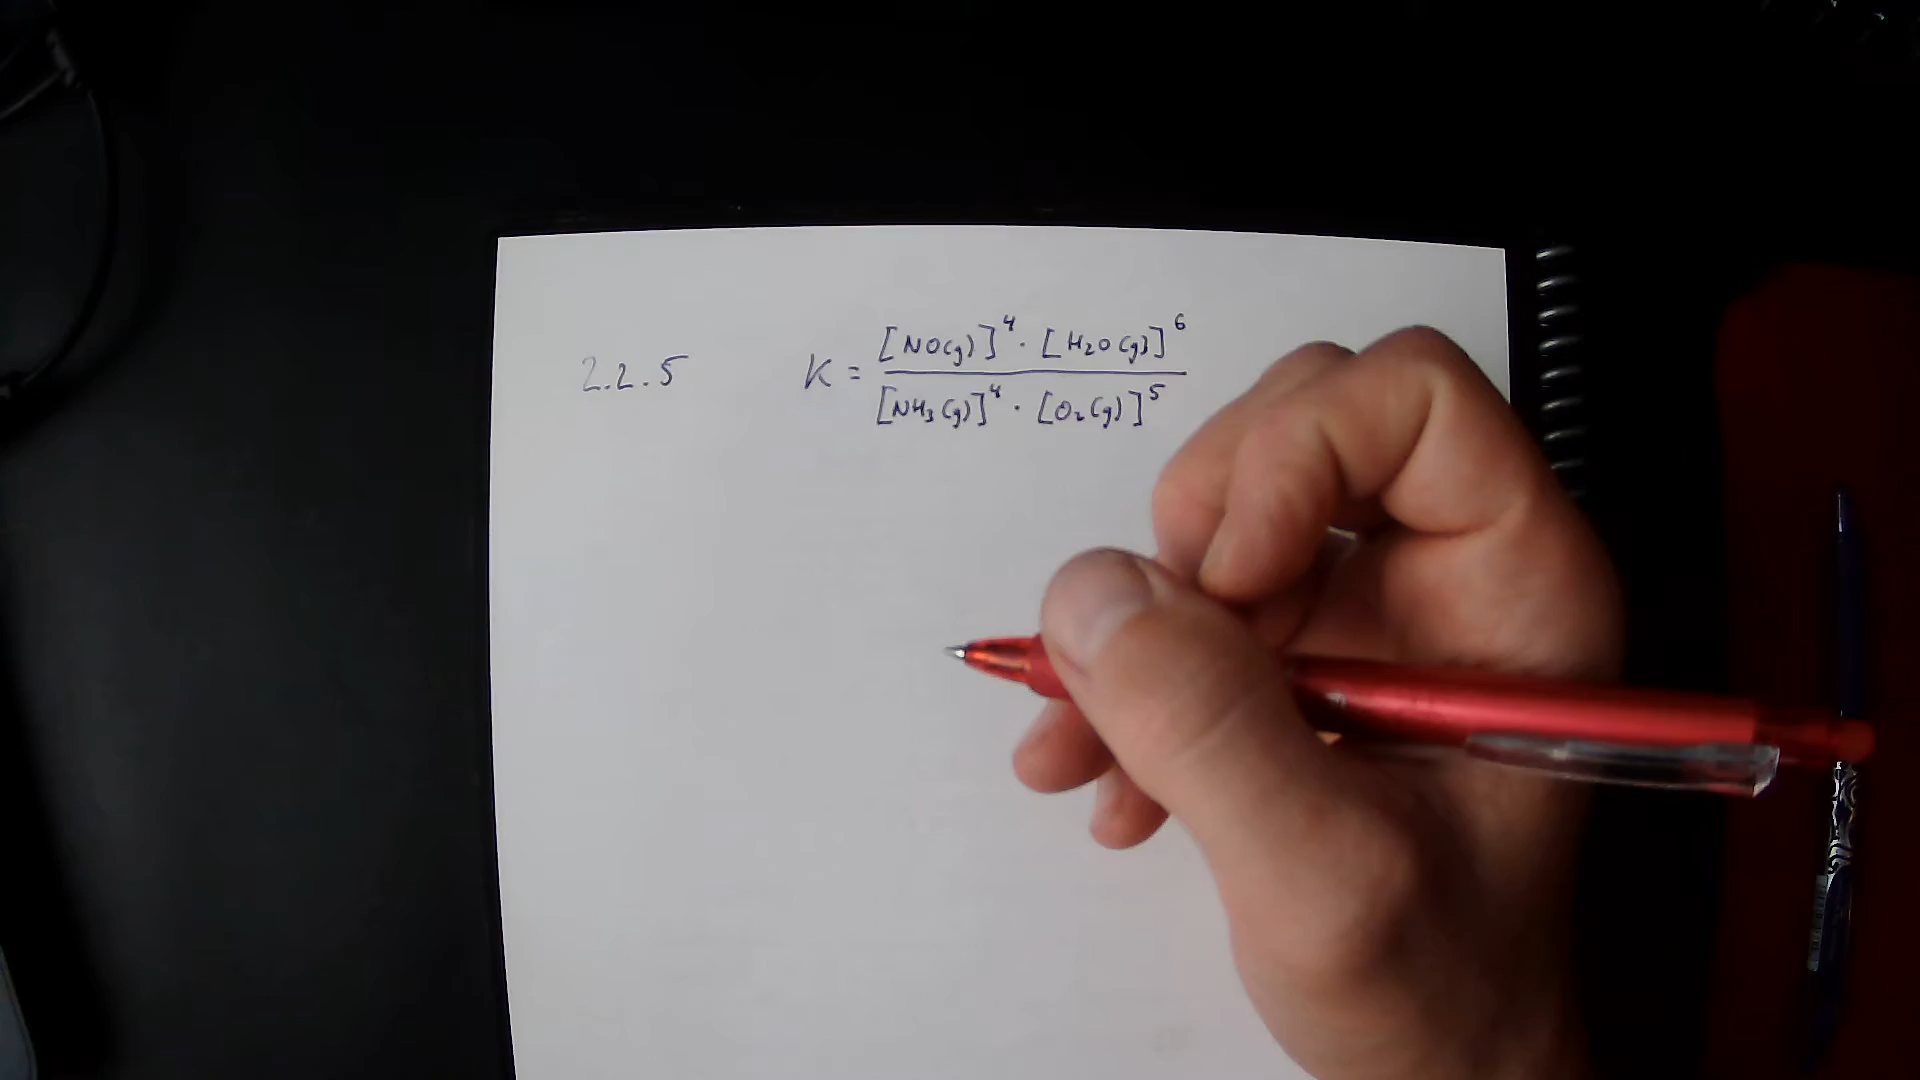 2.2.5 K = [NO(g)]⁴ · [H₂O(g)]⁶
[NH₃(g)]⁴ · [O₂(g)]⁵